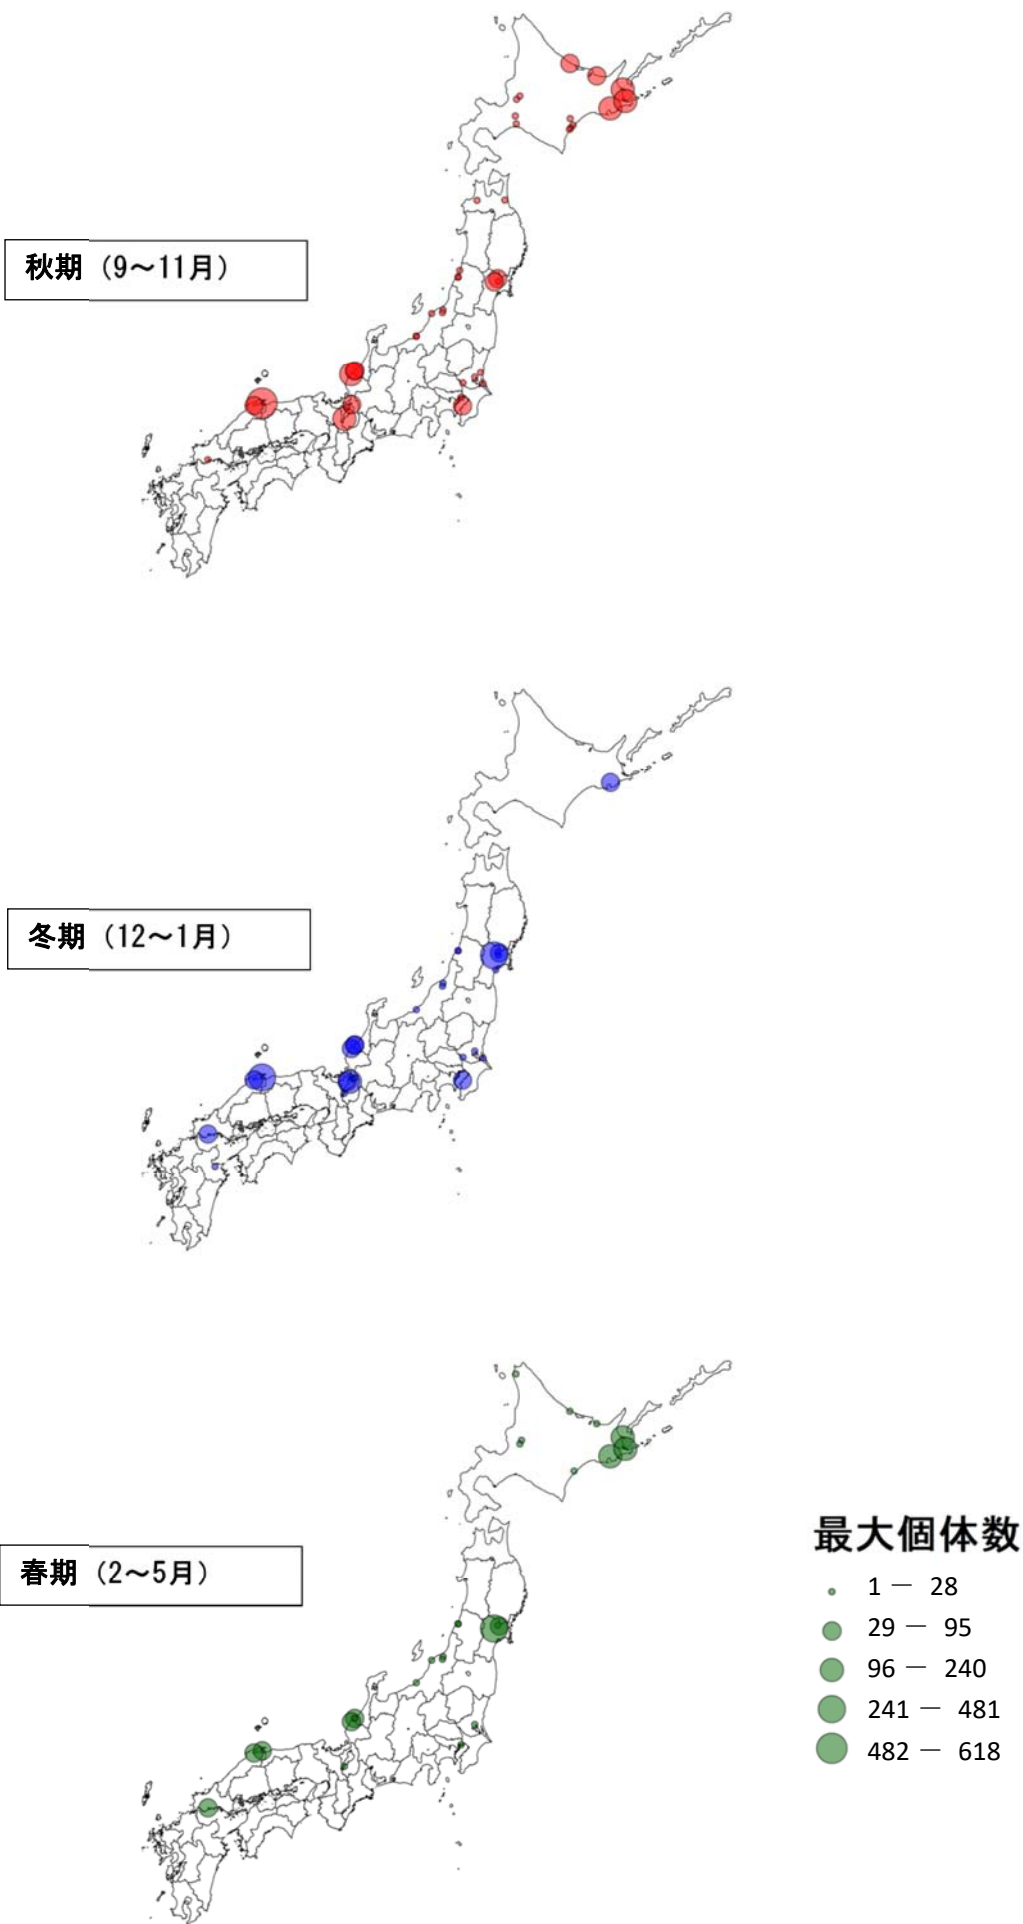 秋期（9～11月）
冬期（12～1月）
春期（2～5月）
最大個体数
1 － 28
29 － 95
96 － 240
241 － 481
482 － 618